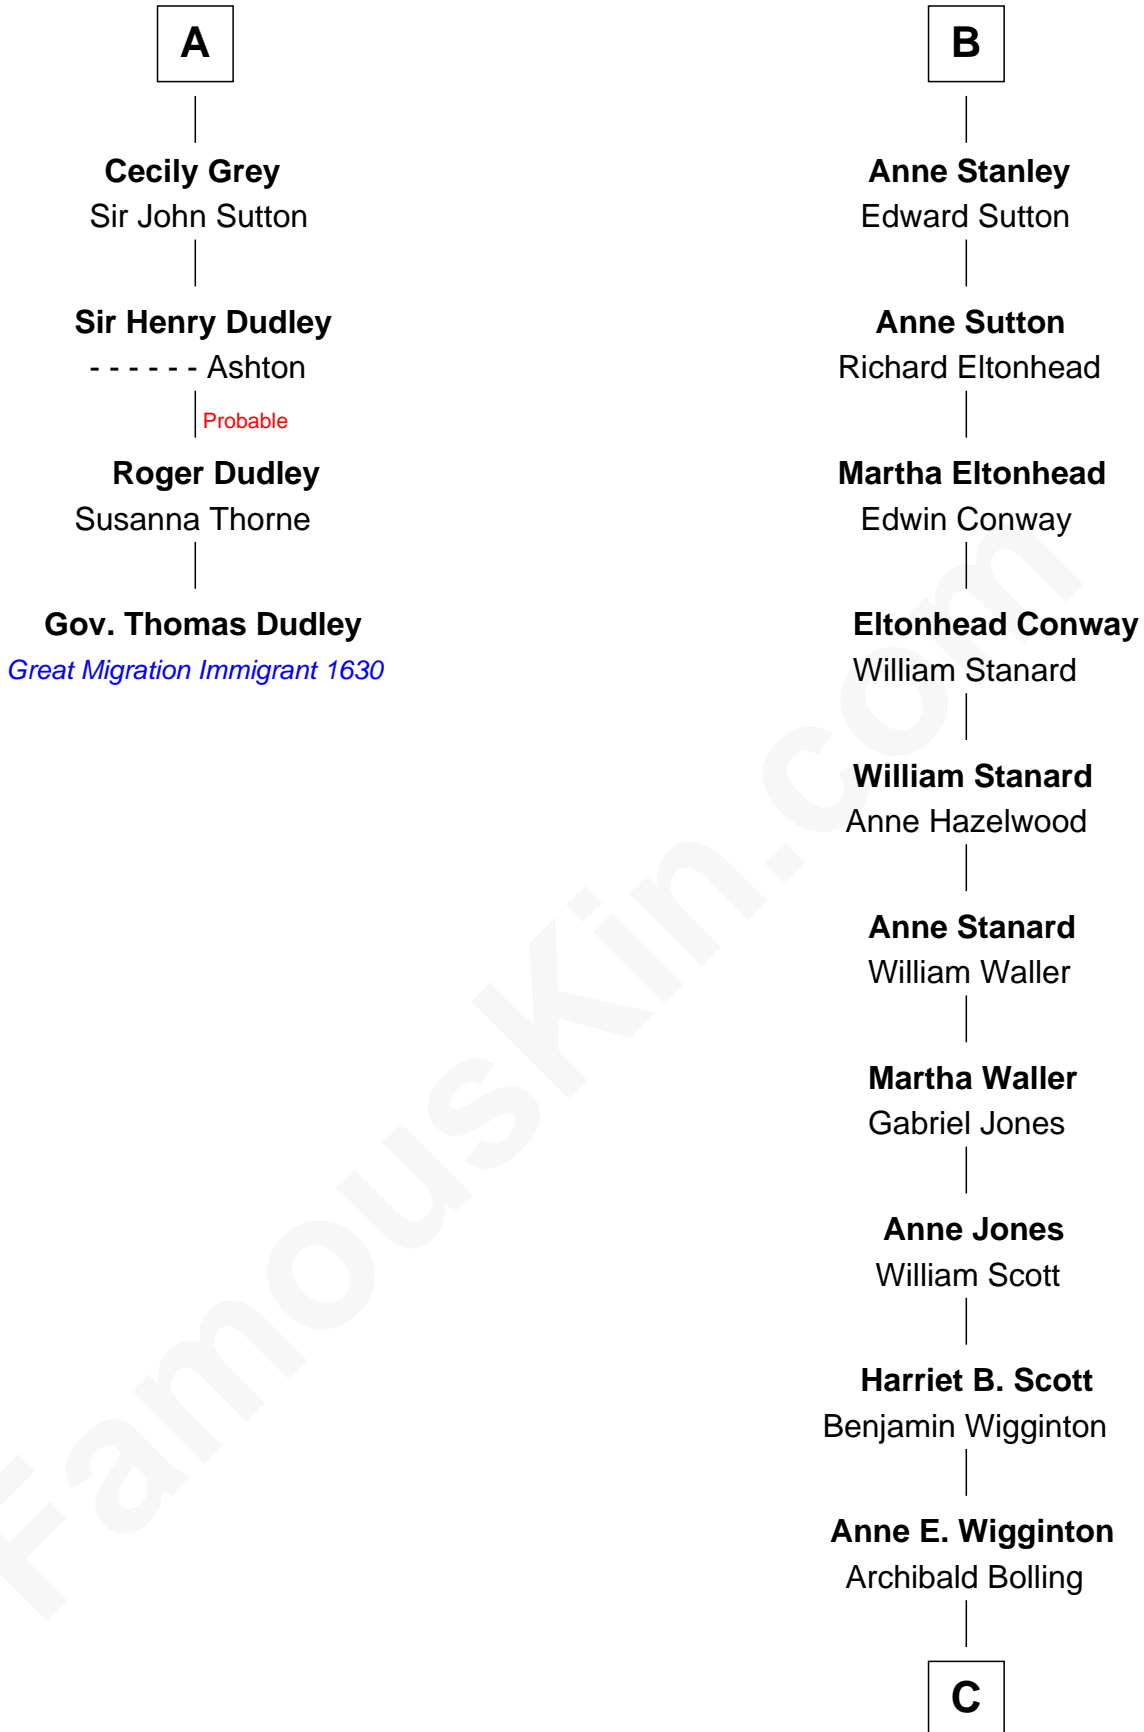 A
Cecily Grey
Sir John Sutton
Sir Henry Dudley
- - - - - - Ashton
Probable
Roger Dudley
Susanna Thorne
Gov. Thomas Dudley
Great Migration Immigrant 1630
B
Anne Stanley
Edward Sutton
Anne Sutton
Richard Eltonhead
Martha Eltonhead
Edwin Conway
Eltonhead Conway
William Stanard
William Stanard
Anne Hazelwood
Anne Stanard
William Waller
Martha Waller
Gabriel Jones
Anne Jones
William Scott
Harriet B. Scott
Benjamin Wigginton
Anne E. Wigginton
Archibald Bolling
C
FamousKin.com